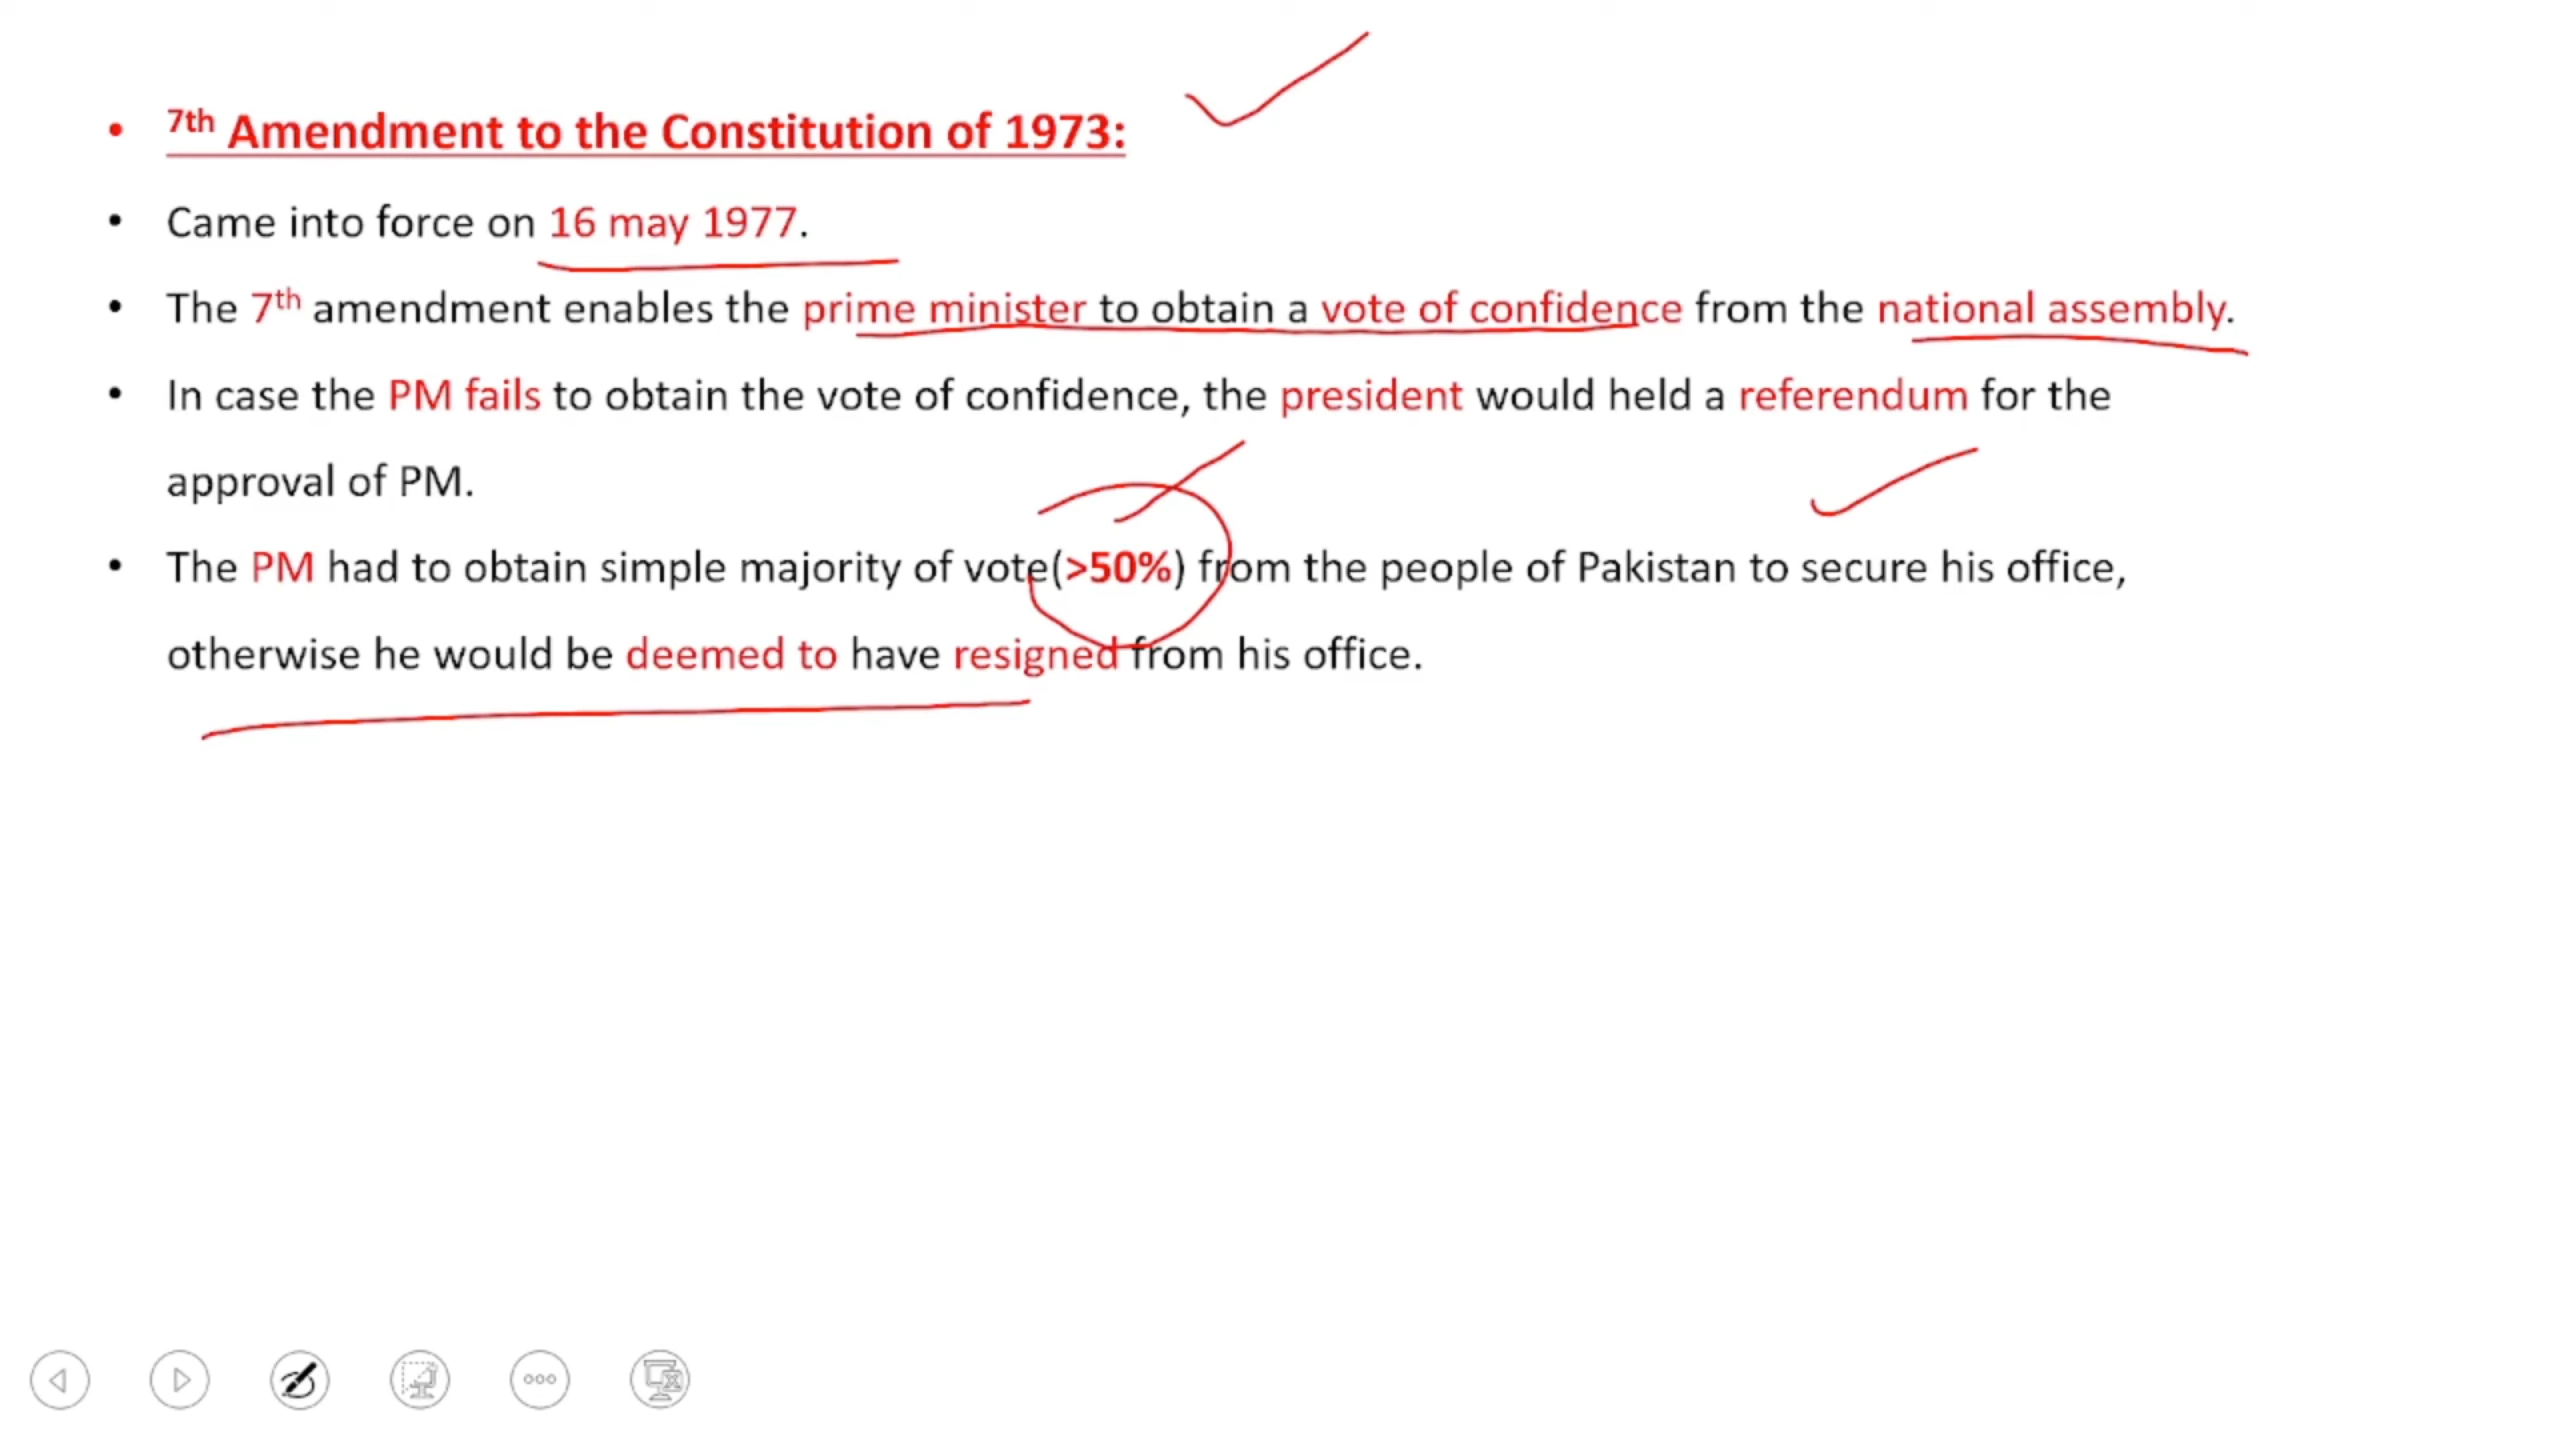 • 7th Amendment to the Constitution of 1973:
• Came into force on 16 may 1977.
• The 7th amendment enables the prime minister to obtain a vote of confidence from the national assembly.
• In case the PM fails to obtain the vote of confidence, the president would held a referendum for the
approval of PM.
• The PM had to obtain simple majority of vote(>50%) from the people of Pakistan to secure his office,
otherwise he would be deemed to have resigned from his office.